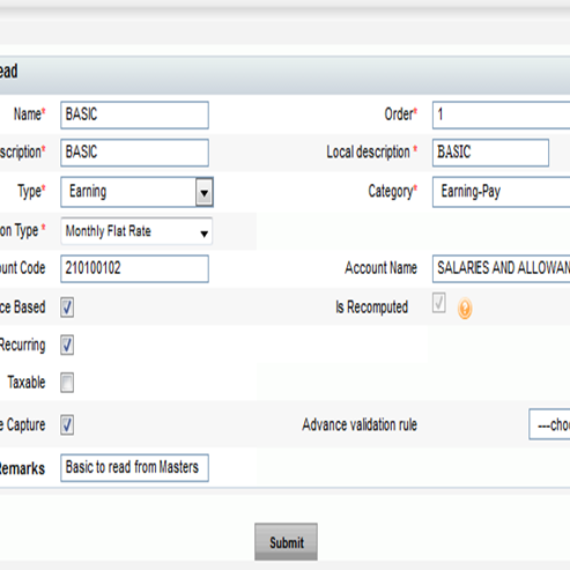 ead
Name* BASIC Order* 1
scription* BASIC Local description * BASIC
Type* Earning Category* Earning-Pay
on Type * Monthly Flat Rate
unt Code 210100102 Account Name SALARIES AND ALLOWAN
ce Based Is Recomputed
Recurring
Taxable
e Capture Advance validation rule ---cho
Remarks Basic to read from Masters
Submit